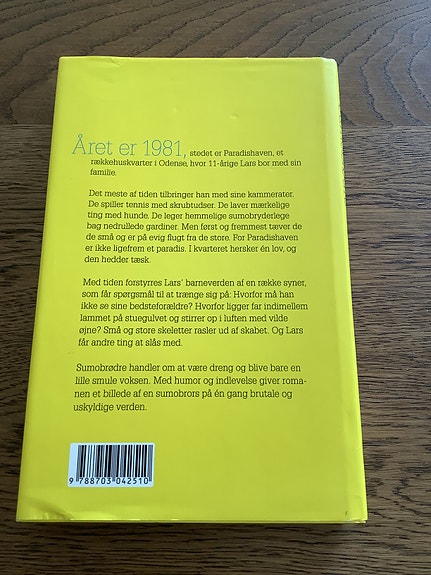 Året er 1981, stedet er Paradishaven, et
rækkehuskvarter i Odense, hvor 11-årige Lars bor med sin
familie.
Det meste af tiden tilbringer han med sine kammerater.
De spiller tennis med skrubtudser. De laver mærkelige
ting med hunde. De leger hemmelige sumobryderlege
bag nedrullede gardiner. Men først og fremmest tæver de
de små og er på evig flugt fra de store. For Paradishaven
er ikke ligefrem et paradis. I kvarteret hersker én lov, og
den hedder tæsk.
Med tiden forstyrres Lars' barneverden af en række syner,
som får spørgsmål til at trænge sig på: Hvorfor må han
ikke se sine bedsteforældre? Hvorfor ligger far indimellem
lammet på stuegulvet og stirrer op i luften med vilde
øjne? Små og store skeletter rasler ud af skabet. Og Lars
får andre ting at slås med.
Sumobrødre handler om at være dreng og blive bare en
lille smule voksen. Med humor og indlevelse giver roma-
nen et billede af en sumobrors på én gang brutale og
uskyldige verden.
9 788703 042510